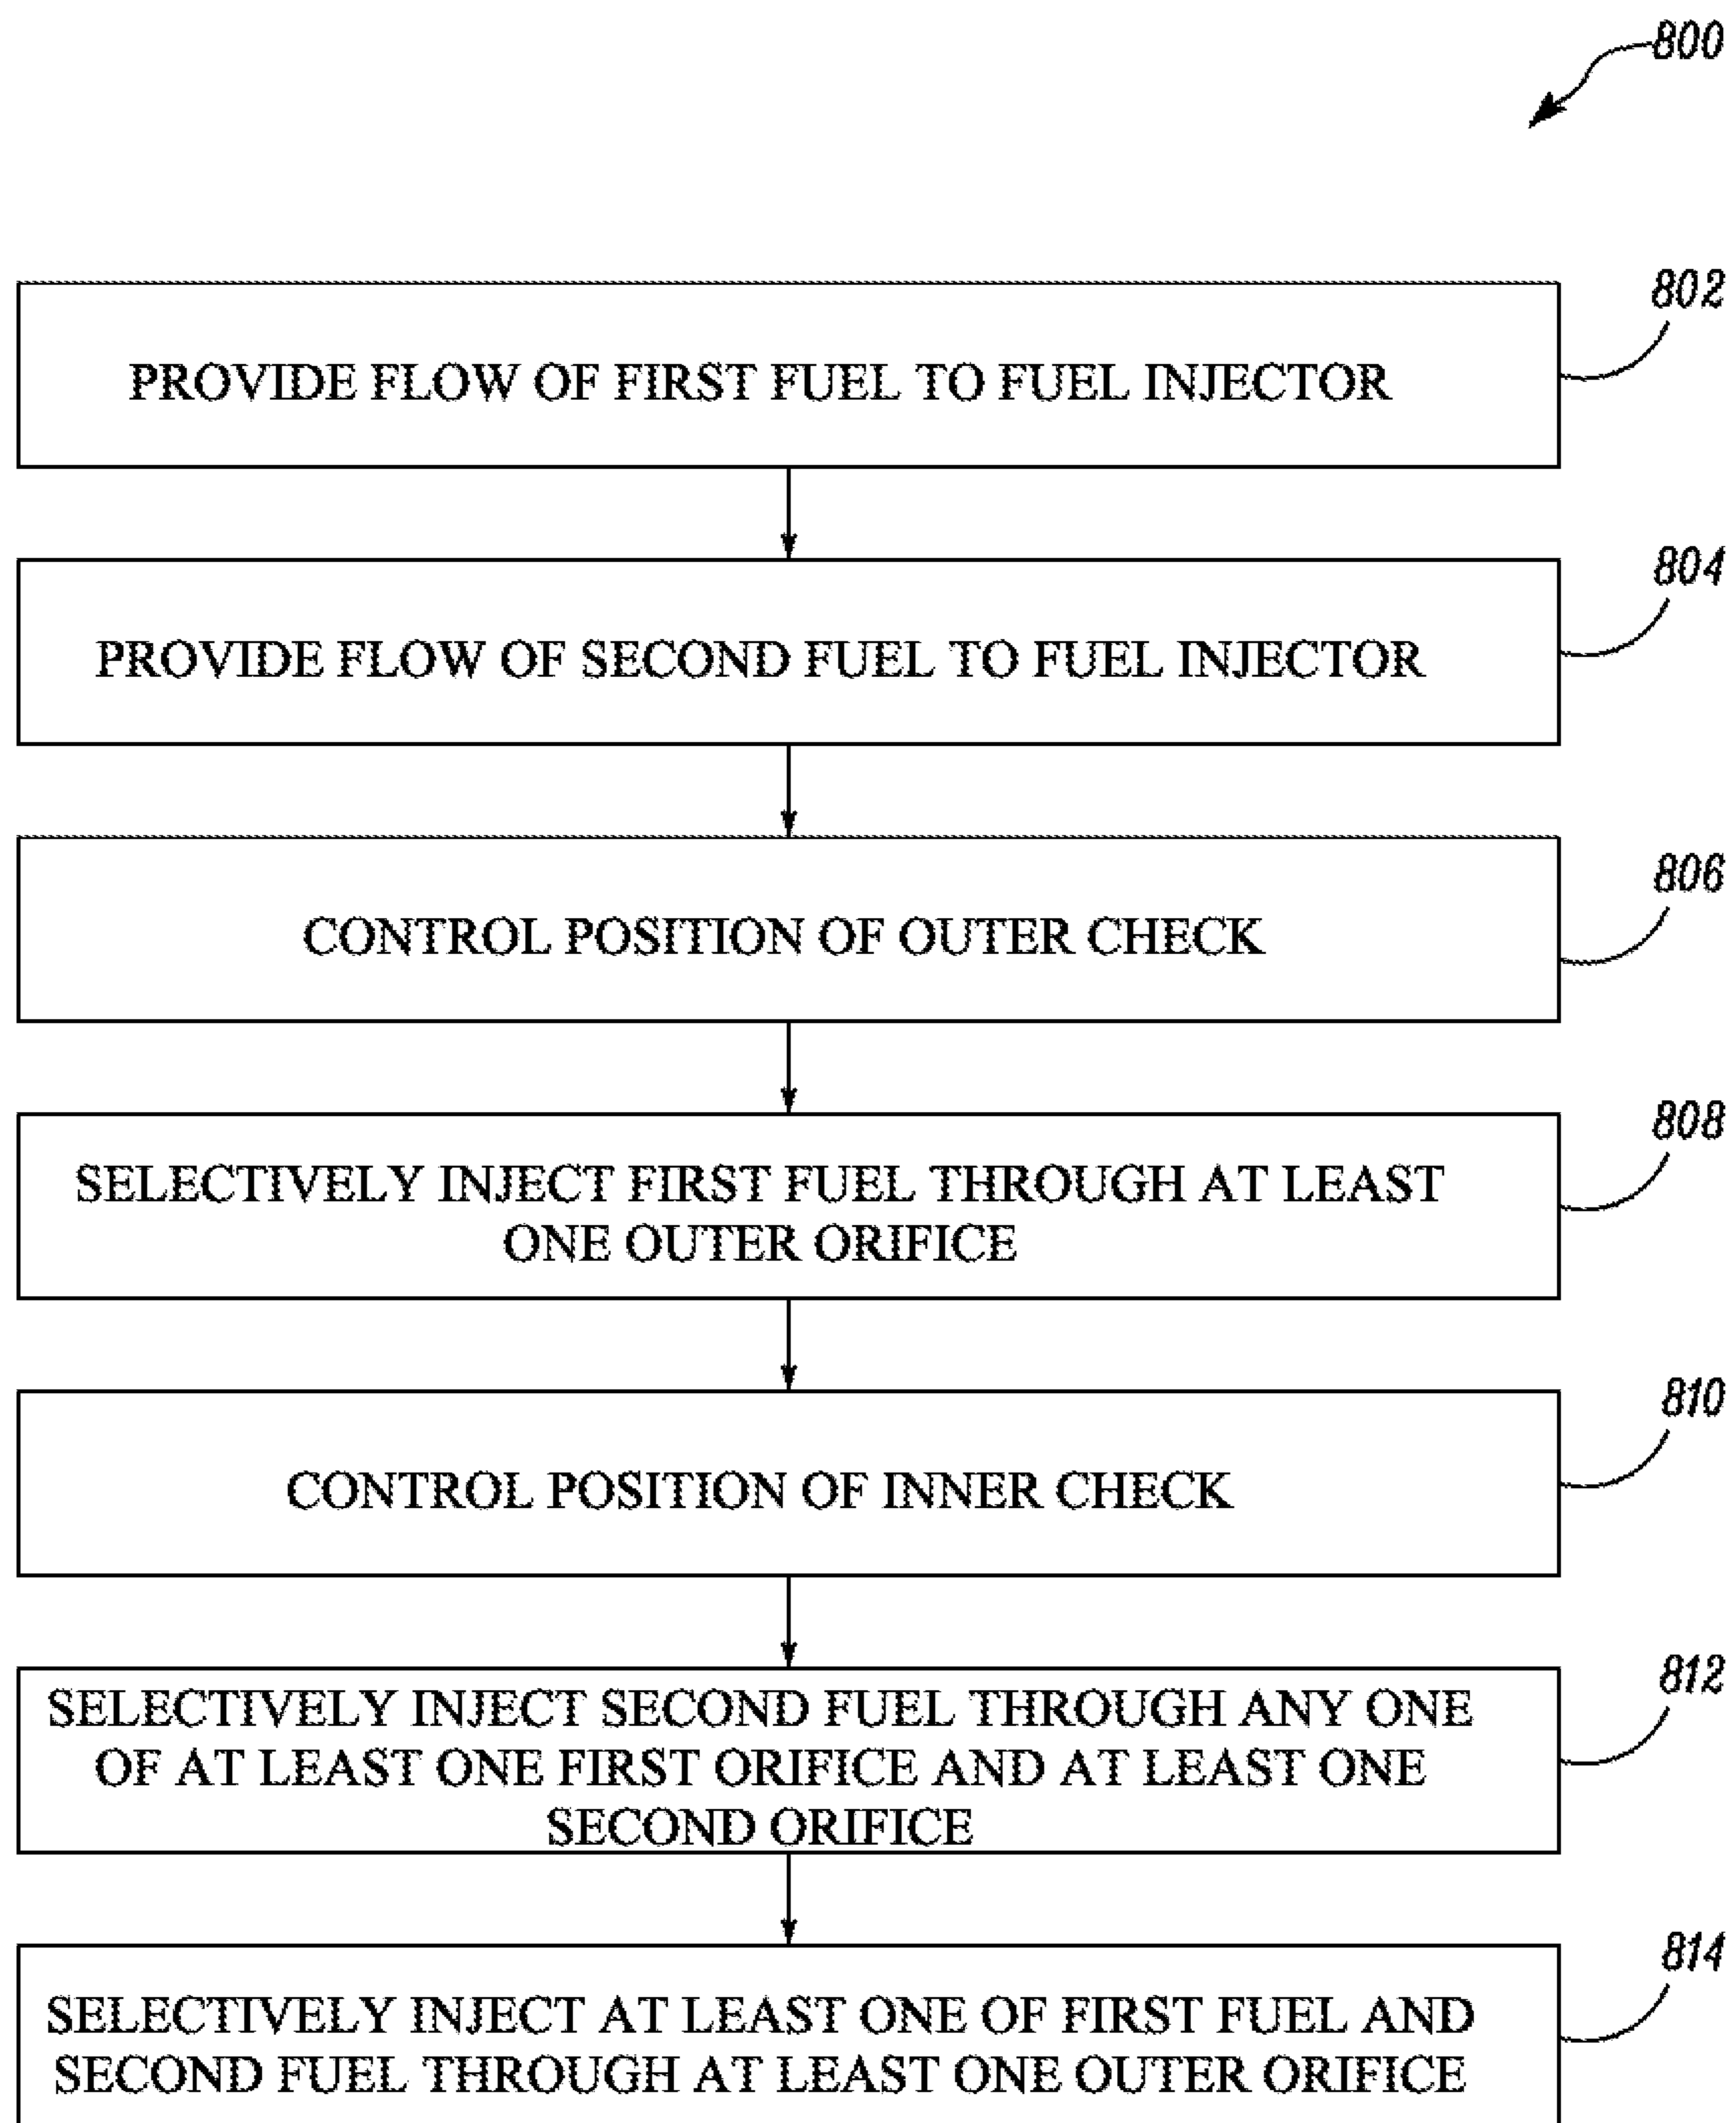 800
802
PROVIDE FLOW OF FIRST FUEL TO FUEL INJECTOR
804
PROVIDE FLOW OF SECOND FUEL TO FUEL INJECTOR
806
CONTROL POSITION OF OUTER CHECK
808
SELECTIVELY INJECT FIRST FUEL THROUGH AT LEAST
ONE OUTER ORIFICE
810
CONTROL POSITION OF INNER CHECK
812
SELECTIVELY INJECT SECOND FUEL THROUGH ANY ONE
OF AT LEAST ONE FIRST ORIFICE AND AT LEAST ONE
SECOND ORIFICE
814
SELECTIVELY INJECT AT LEAST ONE OF FIRST FUEL AND
SECOND FUEL THROUGH AT LEAST ONE OUTER ORIFICE